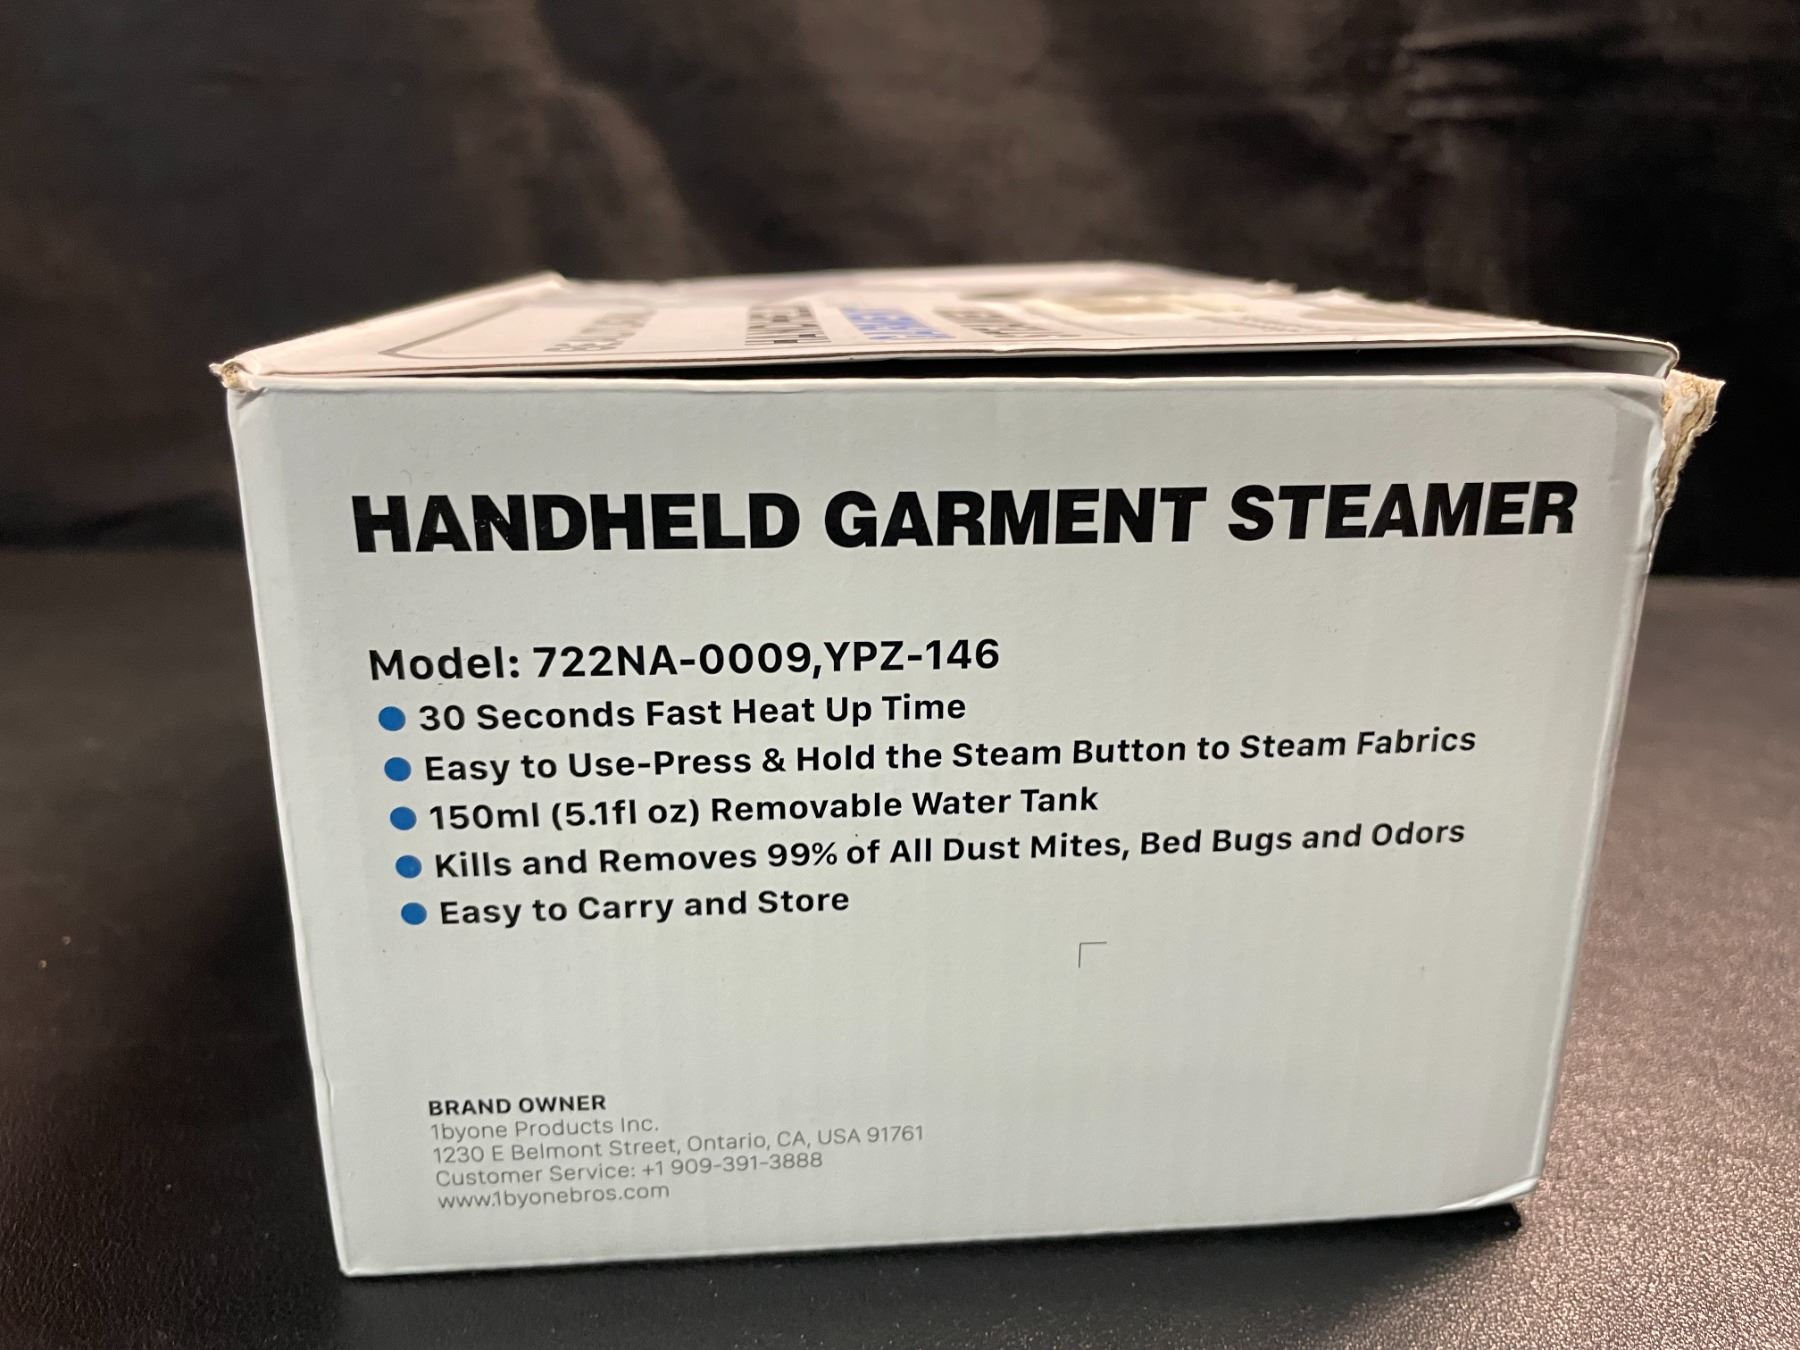 HANDHELD
GARMENT
STEAMER
HANDHELD GARMENT STEAMER
Model: 722NA-0009,YPZ-146
30 Seconds Fast Heat Up Time
Easy to Use-Press & Hold the Steam Button to Steam Fabrics
150ml (5.1fl oz) Removable Water Tank
Kills and Removes 99% of All Dust Mites, Bed Bugs and Odors
Easy to Carry and Store
BRAND OWNER
1byone Products Inc.
1230 E Belmont Street, Ontario, CA, USA 91761
Customer Service: +1 909-391-3888
www.1byonebros.com